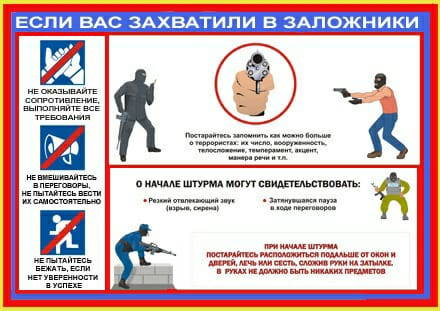 ЕСЛИ ВАС ЗАХВАТИЛИ В ЗАЛОЖНИКИ
НЕ ОКАЗЫВАЙТЕ
СОПРОТИВЛЕНИЕ,
ВЫПОЛНЯЙТЕ ВСЕ
ТРЕБОВАНИЯ
НЕ ВМЕШИВАЙТЕСЬ
В ПЕРЕГОВОРЫ,
НЕ ПЫТАЙТЕСЬ ВЕСТИ
ИХ САМОСТОЯТЕЛЬНО
НЕ ПЫТАЙТЕСЬ
БЕЖАТЬ, ЕСЛИ
НЕТ УВЕРЕННОСТИ
В УСПЕХЕ
Постарайтесь запомнить как можно больше
о террористах: их число, вооруженность,
телосложение, темперамент, акцент,
манера речи и т.п.
О НАЧАЛЕ ШТУРМА МОГУТ СВИДЕТЕЛЬСТВОВАТЬ:
• Резкий отвлекающий звук
(взрыв, сирена)
• Затянувшаяся пауза
в ходе переговоров
ПРИ НАЧАЛЕ ШТУРМА
ПОСТАРАЙТЕСЬ РАСПОЛОЖИТЬСЯ ПОДАЛЬШЕ ОТ ОКОН И
ДВЕРЕЙ, ЛЕЧЬ ИЛИ СЕСТЬ, СЛОЖИВ РУКИ НА ЗАТЫЛКЕ.
В РУКАХ НЕ ДОЛЖНО БЫТЬ НИКАКИХ ПРЕДМЕТОВ